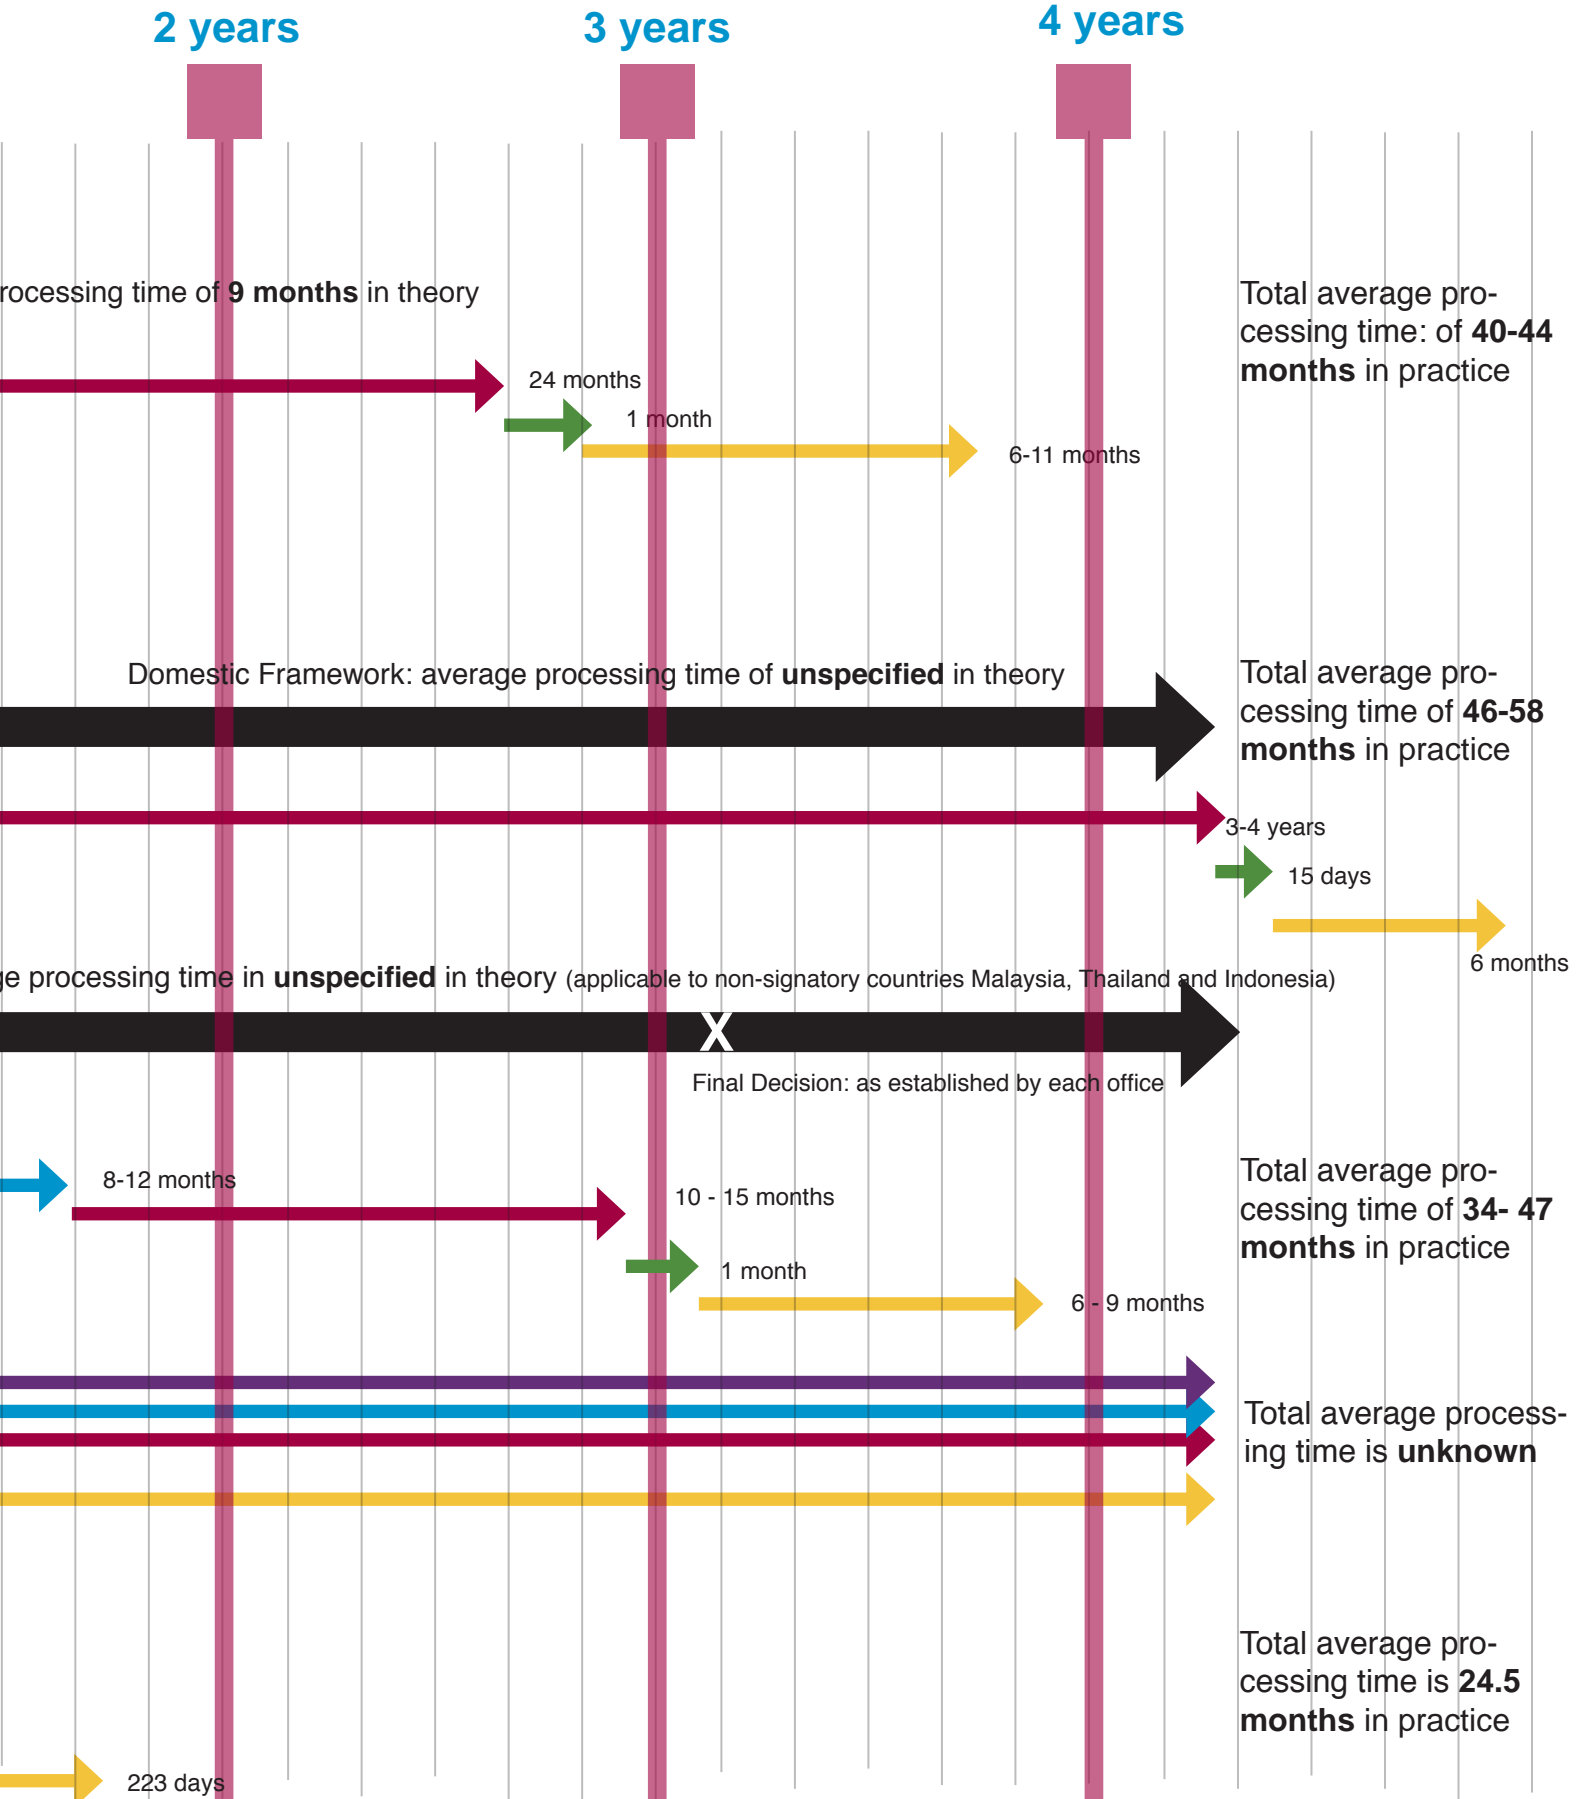 2 years
3 years
4 years
rocessing time of 9 months in theory
Total average pro-
cessing time: of 40-44
months in practice
24 months
1 month
6-11 months
Domestic Framework: average processing time of unspecified in theory
Total average pro-
cessing time of 46-58
months in practice
3-4 years
15 days
6 months
ge processing time in unspecified in theory (applicable to non-signatory countries Malaysia, Thailand and Indonesia)
X
Final Decision: as established by each office
8-12 months
10 - 15 months
1 month
6 - 9 months
Total average pro-
cessing time of 34- 47
months in practice
Total average process-
ing time is unknown
Total average pro-
cessing time is 24.5
months in practice
223 days